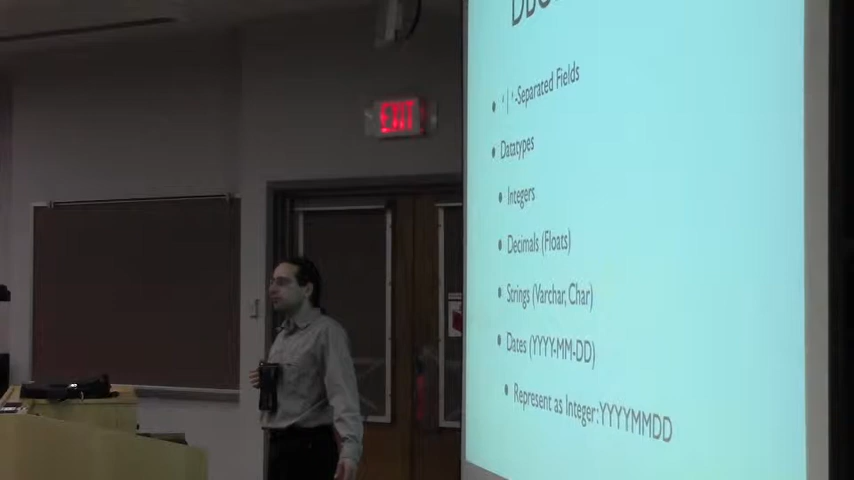 '|'-Separated Fields
Datatypes
Integers
Decimals (Floats)
Strings (Varchar, Char)
Dates (YYYY-MM-DD)
Represent as Integer:YYYYMMDD
EXIT